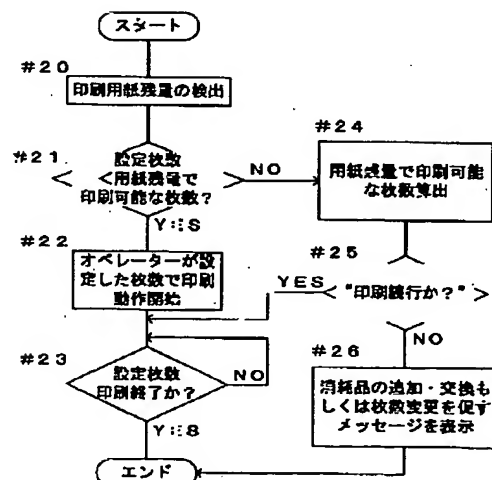 スタート
#20
印刷用紙残量の検出
#21
設定枚数
<用紙残量で
印刷可能な枚数?
NO
YES
#24
用紙残量で印刷可能
な枚数算出
#22
オペレーターが設
定した枚数で印刷
動作開始
#25
"印刷続行か?"
YES
NO
#23
設定枚数
印刷終了か?
NO
YES
#26
消耗品の追加・交換も
しくは枚数変更を促す
メッセージを表示
エンド